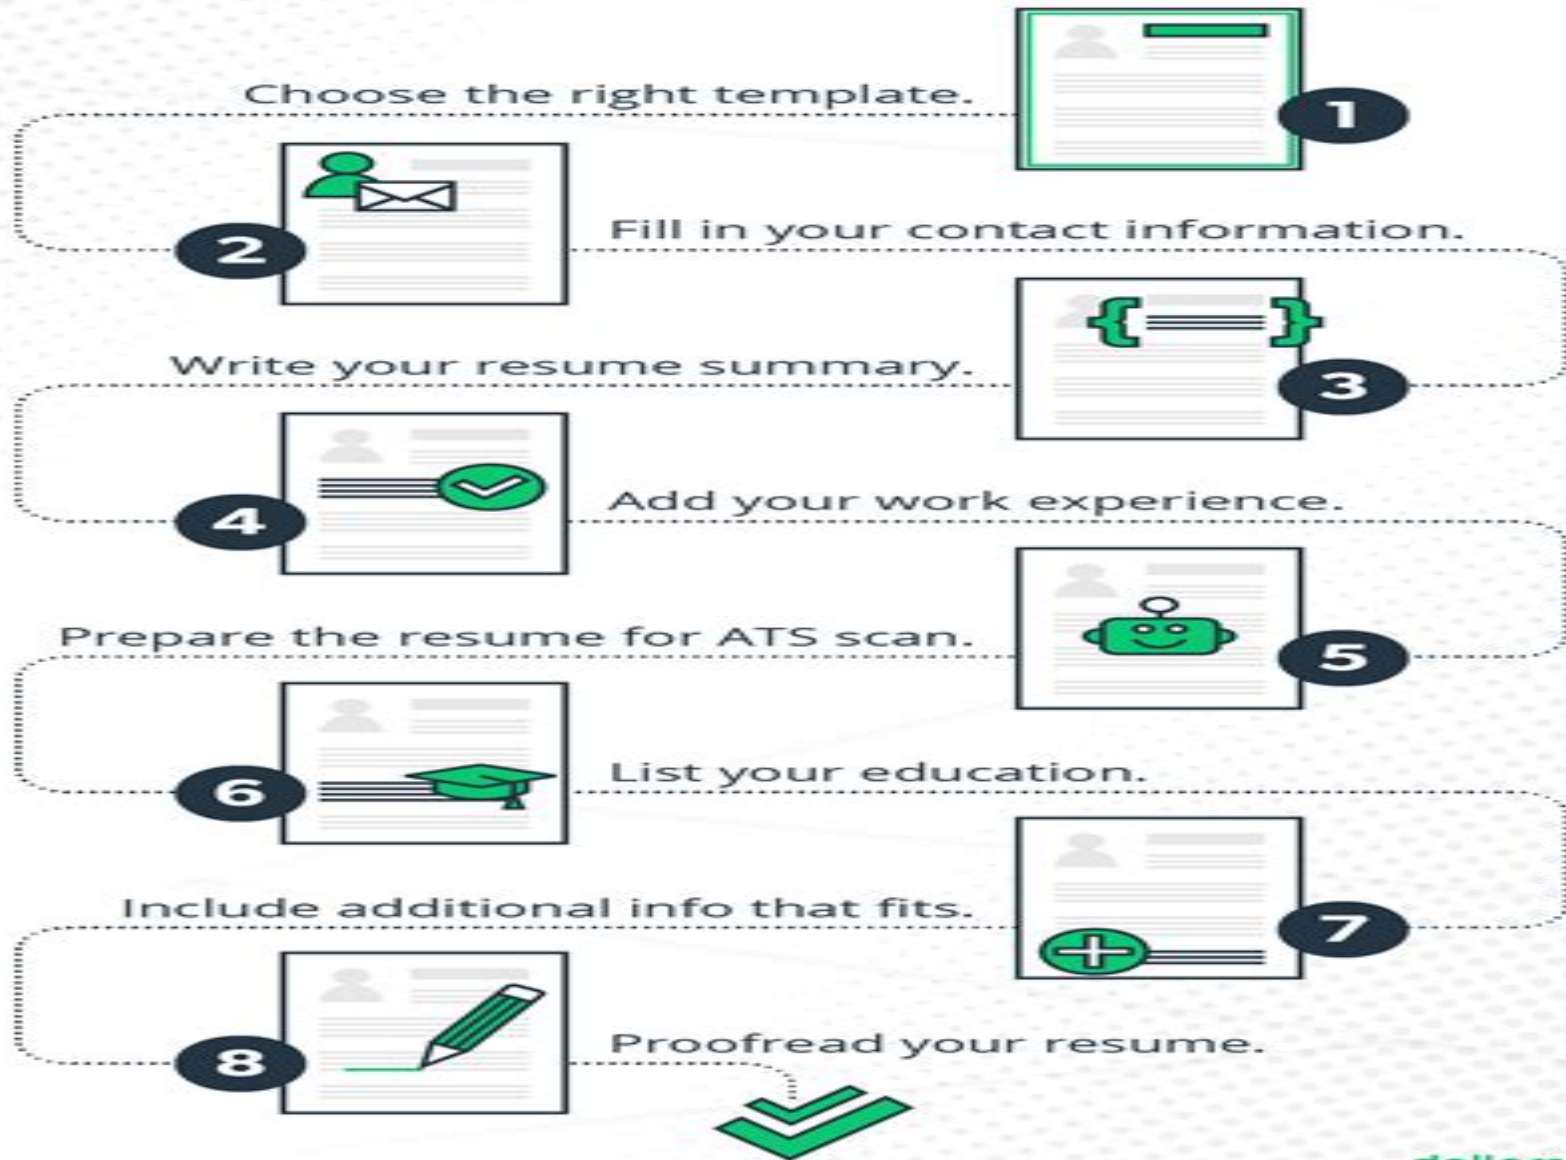 Choose the right template.
1
2
Fill in your contact information.
Write your resume summary.
3
4
Add your work experience.
Prepare the resume for ATS scan.
5
6
List your education.
Include additional info that fits.
7
8
Proofread your resume.